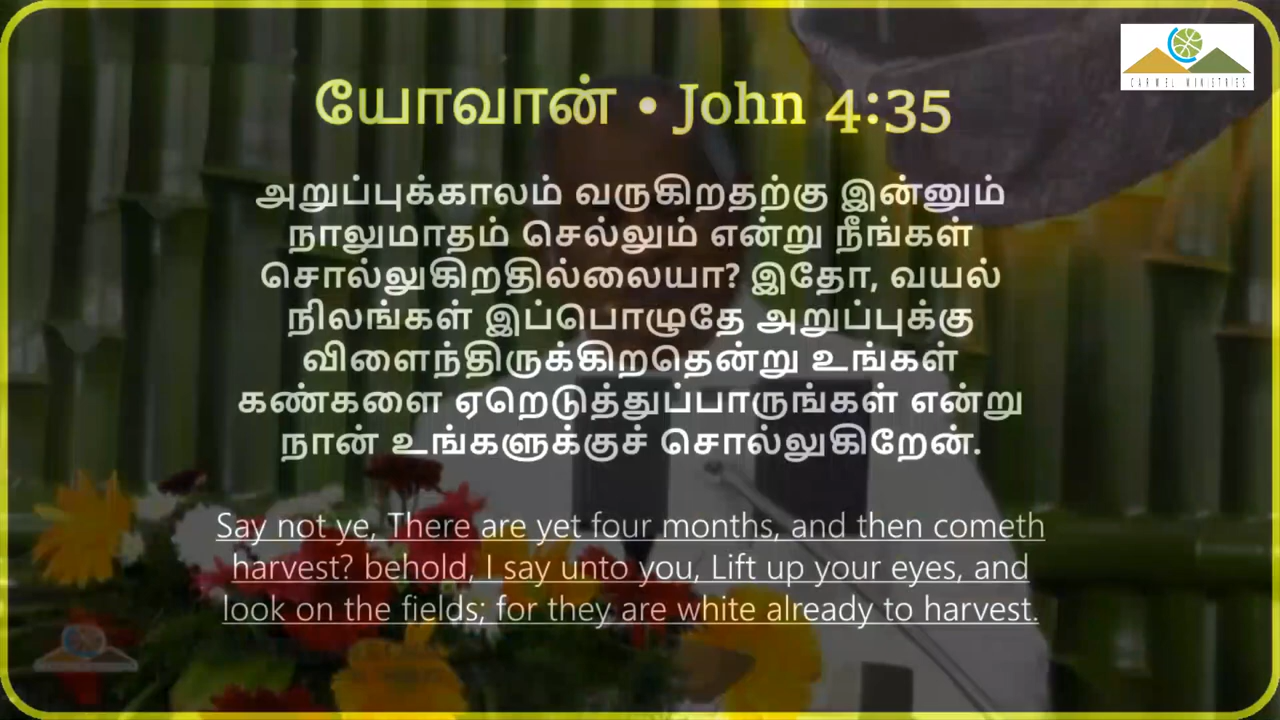 CARMEL MINISTRIES
யோவான் • John 4:35
அறுப்புக்காலம் வருகிறதற்கு இன்னும்
நாலுமாதம் செல்லும் என்று நீங்கள்
சொல்லுகிறதில்லையா? இதோ, வயல்
நிலங்கள் இப்பொழுதே அறுப்புக்கு
விளைந்திருக்கிறதென்று உங்கள்
கண்களை ஏறெடுத்துப்பாருங்கள் என்று
நான் உங்களுக்குச் சொல்லுகிறேன்.
Say not ye, There are yet four months, and then cometh
harvest? behold, I say unto you, Lift up your eyes, and
look on the fields; for they are white already to harvest.